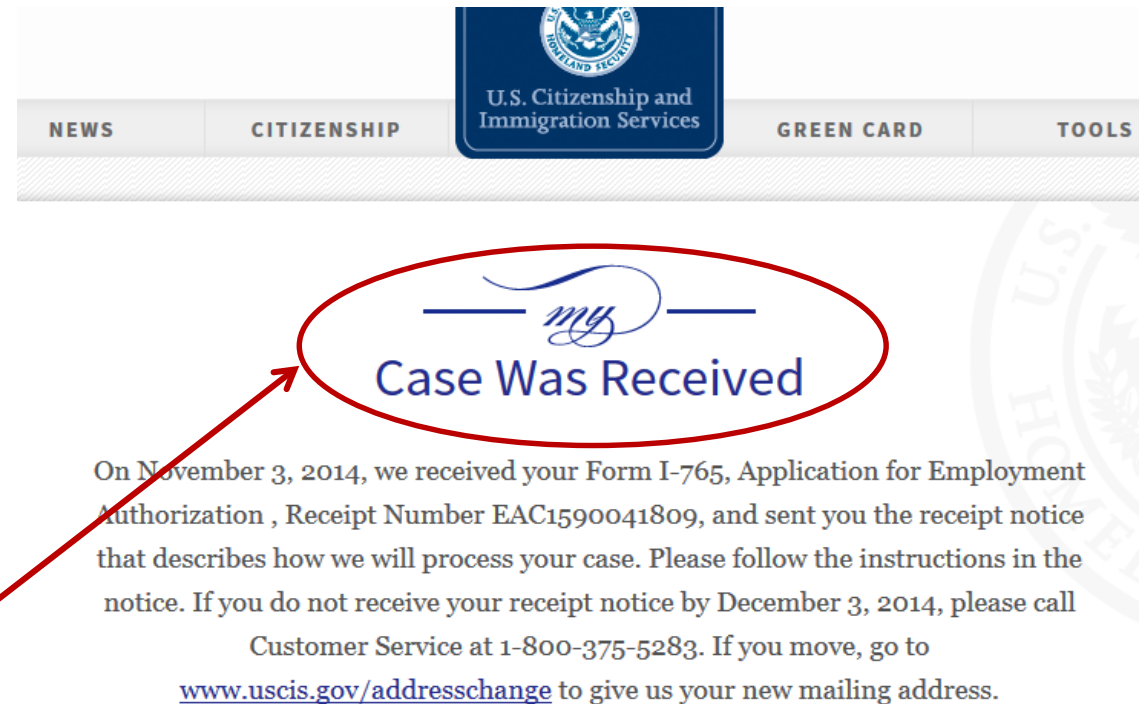 HOMELAND SECURITY
U.S. Citizenship and
Immigration Services
NEWS
CITIZENSHIP
GREEN CARD
TOOLS
my
Case Was Received
On November 3, 2014, we received your Form I-765, Application for Employment
Authorization , Receipt Number EAC1590041809, and sent you the receipt notice
that describes how we will process your case. Please follow the instructions in the
notice. If you do not receive your receipt notice by December 3, 2014, please call
Customer Service at 1-800-375-5283. If you move, go to
www.uscis.gov/addresschange to give us your new mailing address.